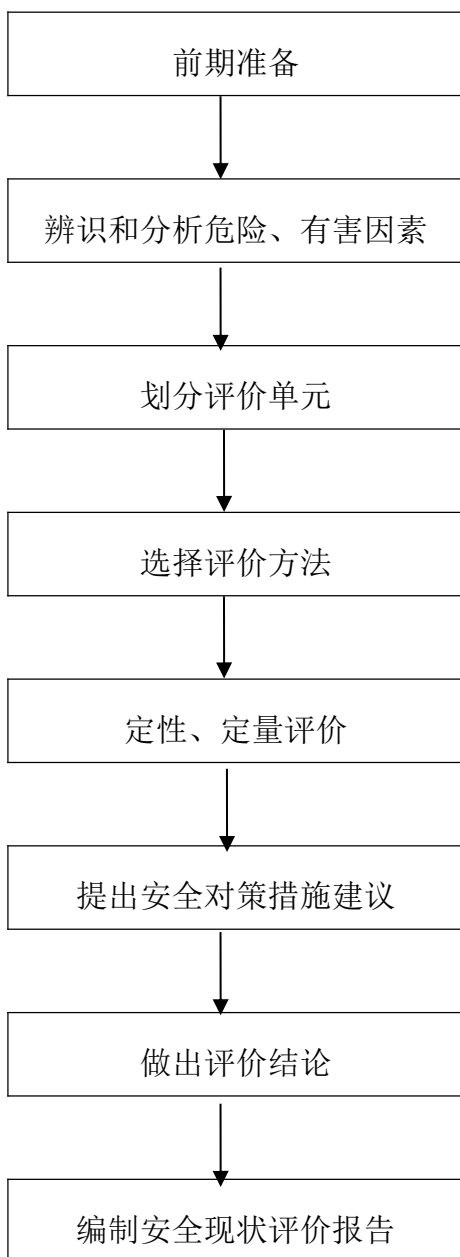 前期准备
辨识和分析危险、有害因素
划分评价单元
选择评价方法
定性、定量评价
提出安全对策措施建议
做出评价结论
编制安全现状评价报告